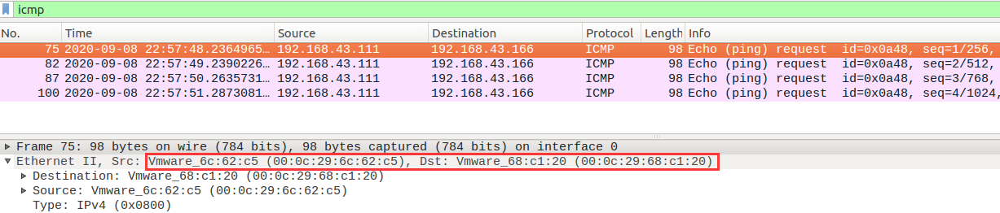 icmp
No. Time Source Destination Protocol Length Info
75 2020-09-08 22:57:48.2364965… 192.168.43.111 192.168.43.166 ICMP 98 Echo (ping) request id=0x0a48, seq=1/256,
82 2020-09-08 22:57:49.2390226… 192.168.43.111 192.168.43.166 ICMP 98 Echo (ping) request id=0x0a48, seq=2/512,
87 2020-09-08 22:57:50.2635731… 192.168.43.111 192.168.43.166 ICMP 98 Echo (ping) request id=0x0a48, seq=3/768,
100 2020-09-08 22:57:51.2873081… 192.168.43.111 192.168.43.166 ICMP 98 Echo (ping) request id=0x0a48, seq=4/1024,
Frame 75: 98 bytes on wire (784 bits), 98 bytes captured (784 bits) on interface 0
Ethernet II, Src: Vmware_6c:62:c5 (00:0c:29:6c:62:c5), Dst: Vmware_68:c1:20 (00:0c:29:68:c1:20)
Destination: Vmware_68:c1:20 (00:0c:29:68:c1:20)
Source: Vmware_6c:62:c5 (00:0c:29:6c:62:c5)
Type: IPv4 (0x0800)